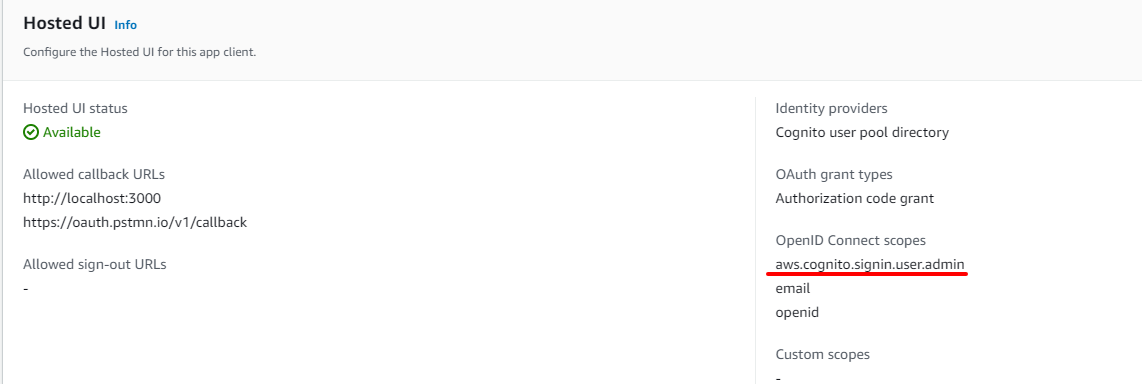 Hosted UI Info
Configure the Hosted UI for this app client.
Hosted UI status
Available
Allowed callback URLs
http://localhost:3000
https://oauth.pstmn.io/v1/callback
Allowed sign-out URLs
-
Identity providers
Cognito user pool directory
OAuth grant types
Authorization code grant
OpenID Connect scopes
aws.cognito.signin.user.admin
email
openid
Custom scopes
-